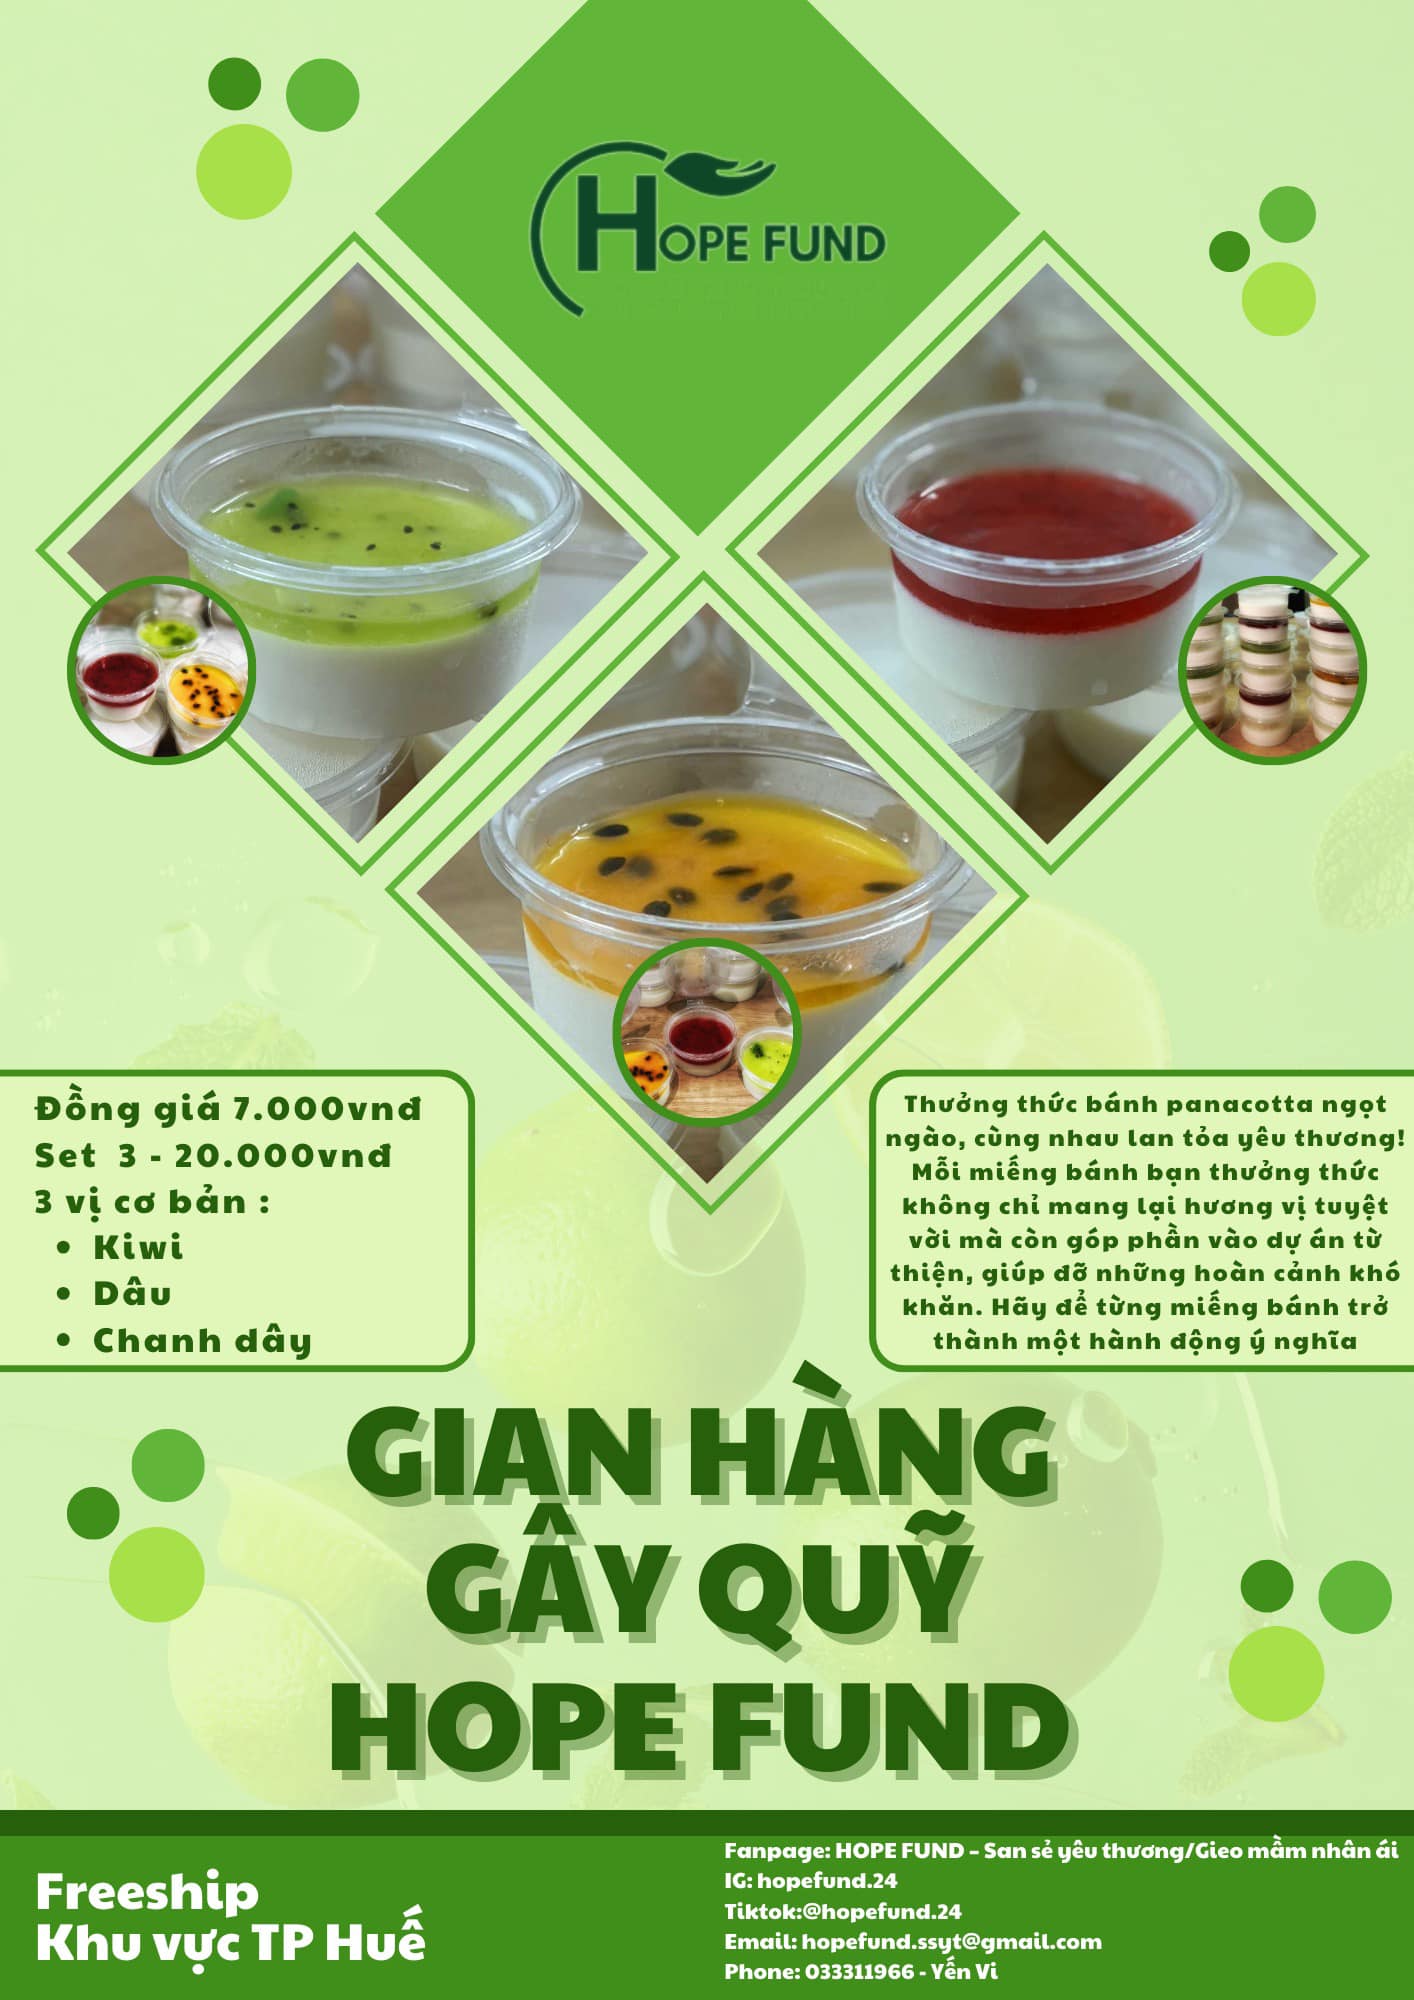 HOPE FUND
Đồng giá 7.000vnđ
Set 3 - 20.000vnđ
3 vị cơ bản :
• Kiwi
• Dâu
• Chanh dây
Thưởng thức bánh panacotta ngọt
ngào, cùng nhau lan tỏa yêu thương!
Mỗi miếng bánh bạn thưởng thức
không chỉ mang lại hương vị tuyệt
vời mà còn góp phần vào dự án từ
thiện, giúp đỡ những hoàn cảnh khó
khăn. Hãy để từng miếng bánh trở
thành một hành động ý nghĩa
GIAN HÀNG
GÂY QUỸ
HOPE FUND
Freeship
Khu vực TP Huế
Fanpage: HOPE FUND – San sẻ yêu thương/Gieo mầm nhân ái
IG: hopefund.24
Tiktok:@hopefund.24
Email: hopefund.ssyt@gmail.com
Phone: 033311966 - Yến Vi